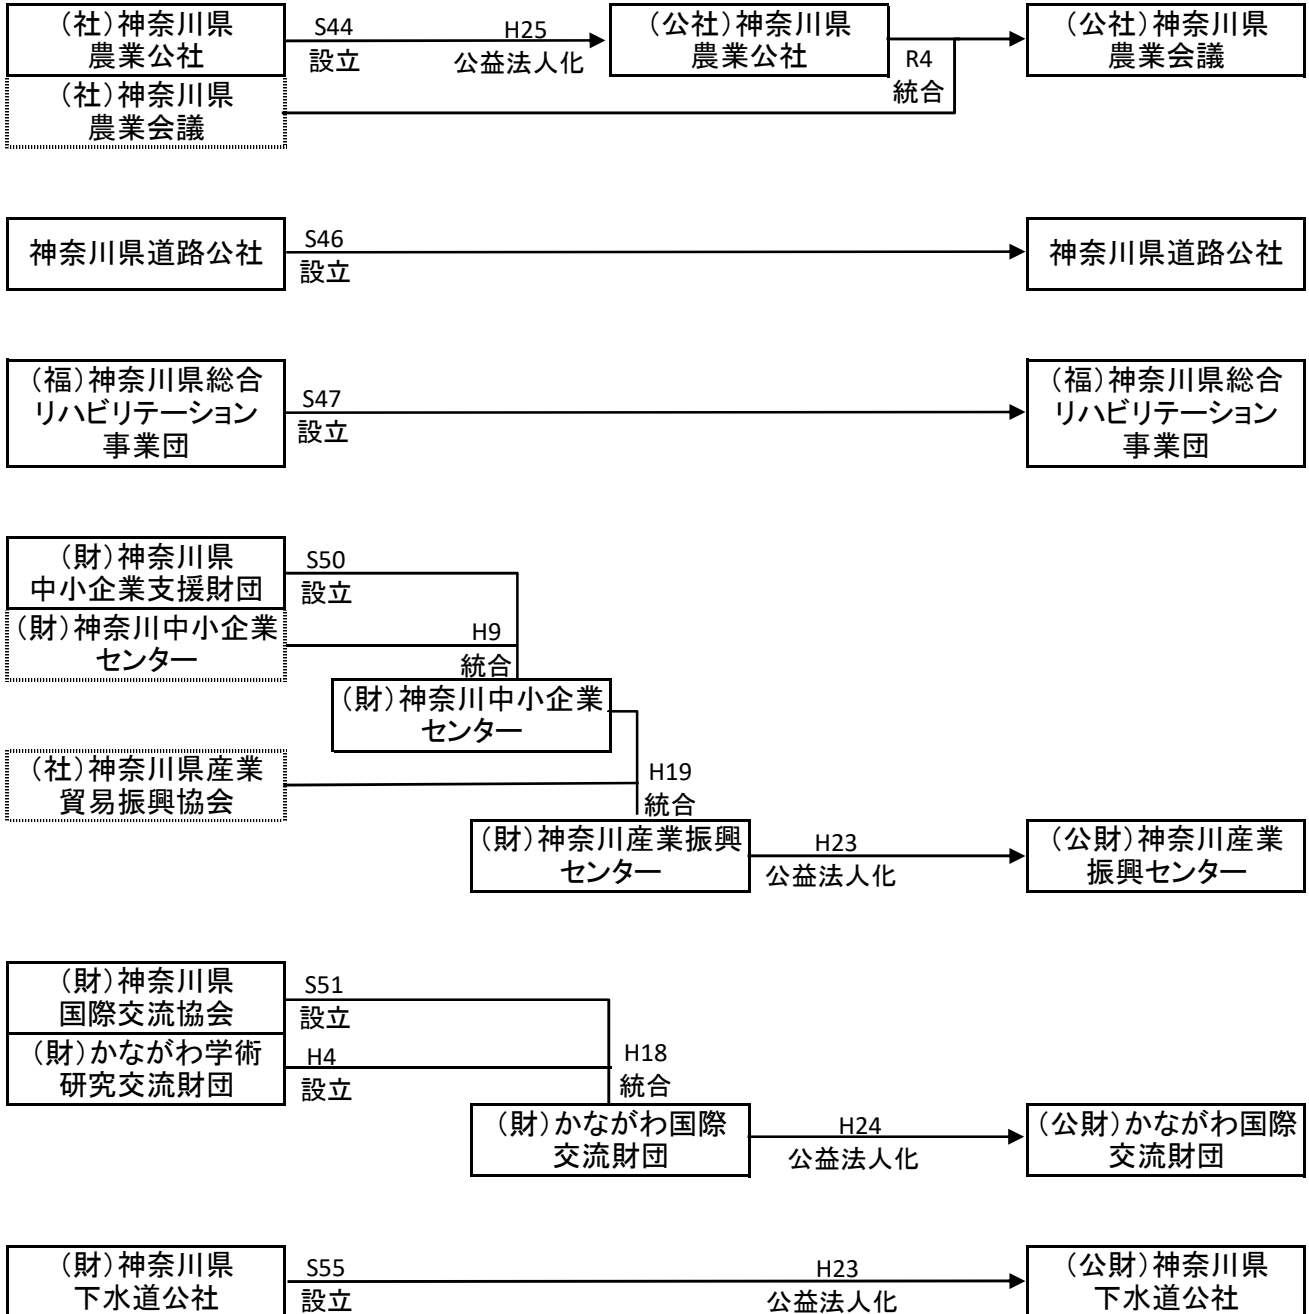 （社）神奈川県
農業公社
S44
設立
H25
公益法人化
（公社）神奈川県
農業公社
R4
統合
（公社）神奈川県
農業会議
（社）神奈川県
農業会議
神奈川県道路公社
S46
設立
神奈川県道路公社
（福）神奈川県総合
リハビリテーション
事業団
S47
設立
（福）神奈川県総合
リハビリテーション
事業団
（財）神奈川県
中小企業支援財団
S50
設立
（財）神奈川中小企業
センター
H9
統合
（財）神奈川中小企業
センター
（社）神奈川県産業
貿易振興協会
H19
統合
（財）神奈川産業振興
センター
H23
公益法人化
（公財）神奈川産業
振興センター
（財）神奈川県
国際交流協会
S51
設立
（財）かながわ学術
研究交流財団
H4
設立
H18
統合
（財）かながわ国際
交流財団
H24
公益法人化
（公財）かながわ国際
交流財団
（財）神奈川県
下水道公社
S55
設立
H23
公益法人化
（公財）神奈川県
下水道公社